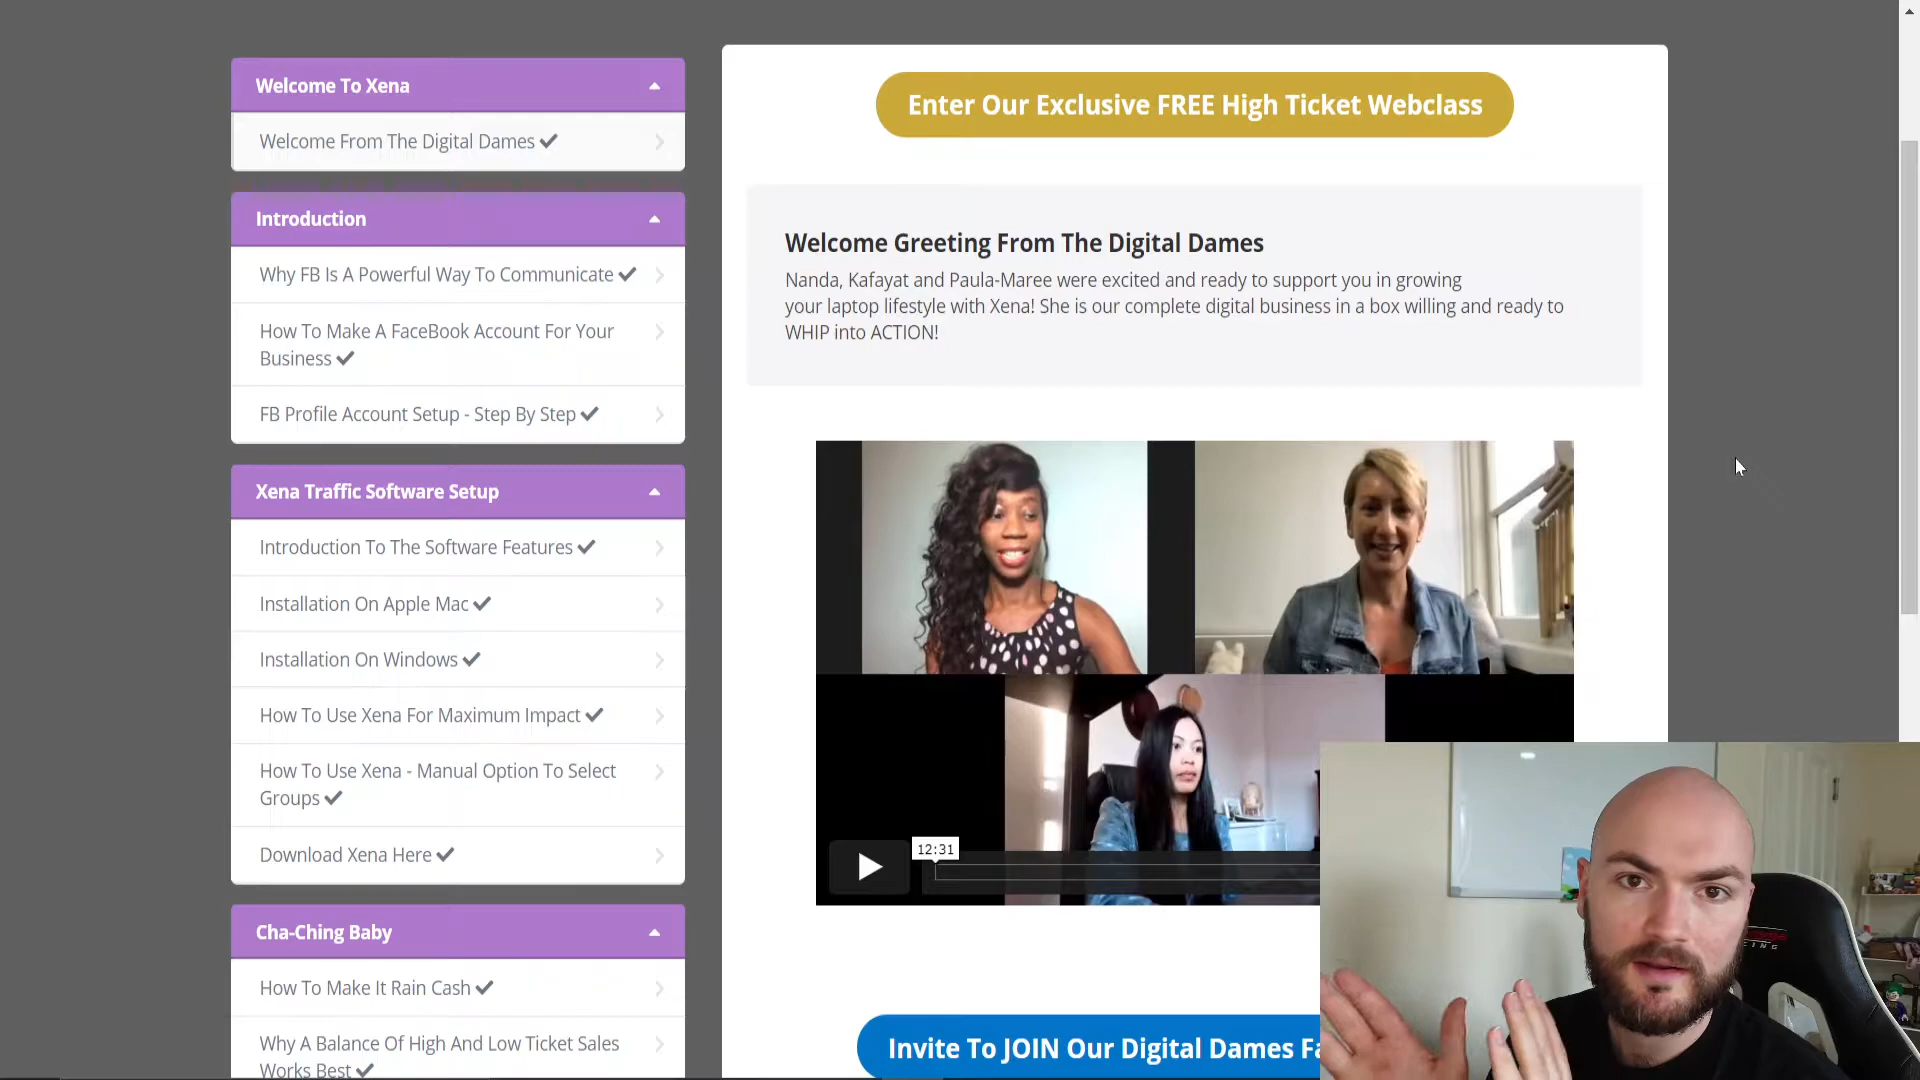 Welcome To Xena
Welcome From The Digital Dames
Introduction
Why FB Is A Powerful Way To Communicate
How To Make A FaceBook Account For Your
Business
FB Profile Account Setup - Step By Step
Xena Traffic Software Setup
Introduction To The Software Features
Installation On Apple Mac
Installation On Windows
How To Use Xena For Maximum Impact
How To Use Xena - Manual Option To Select
Groups
Download Xena Here
Cha-Ching Baby
How To Make It Rain Cash
Why A Balance Of High And Low Ticket Sales
Works Best
Enter Our Exclusive FREE High Ticket Webclass
Welcome Greeting From The Digital Dames
Nanda, Kafayat and Paula-Maree were excited and ready to support you in growing
your laptop lifestyle with Xena! She is our complete digital business in a box willing and ready to
WHIP into ACTION!
12:31
Invite To JOIN Our Digital Dames